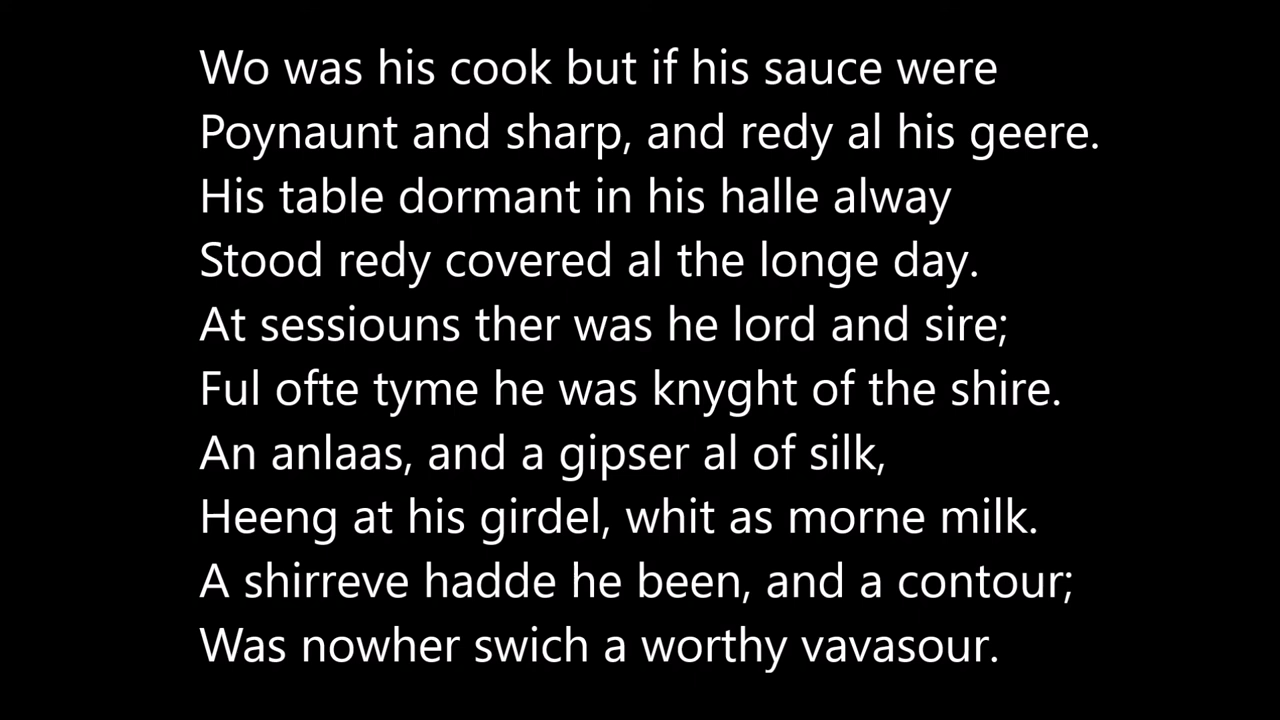 Wo was his cook but if his sauce were
Poynaunt and sharp, and redy al his geere.
His table dormant in his halle alway
Stood redy covered al the longe day.
At sessiouns ther was he lord and sire;
Ful ofte tyme he was knyght of the shire.
An anlaas, and a gipser al of silk,
Heeng at his girdel, whit as morne milk.
A shirreve hadde he been, and a contour;
Was nowher swich a worthy vavasour.